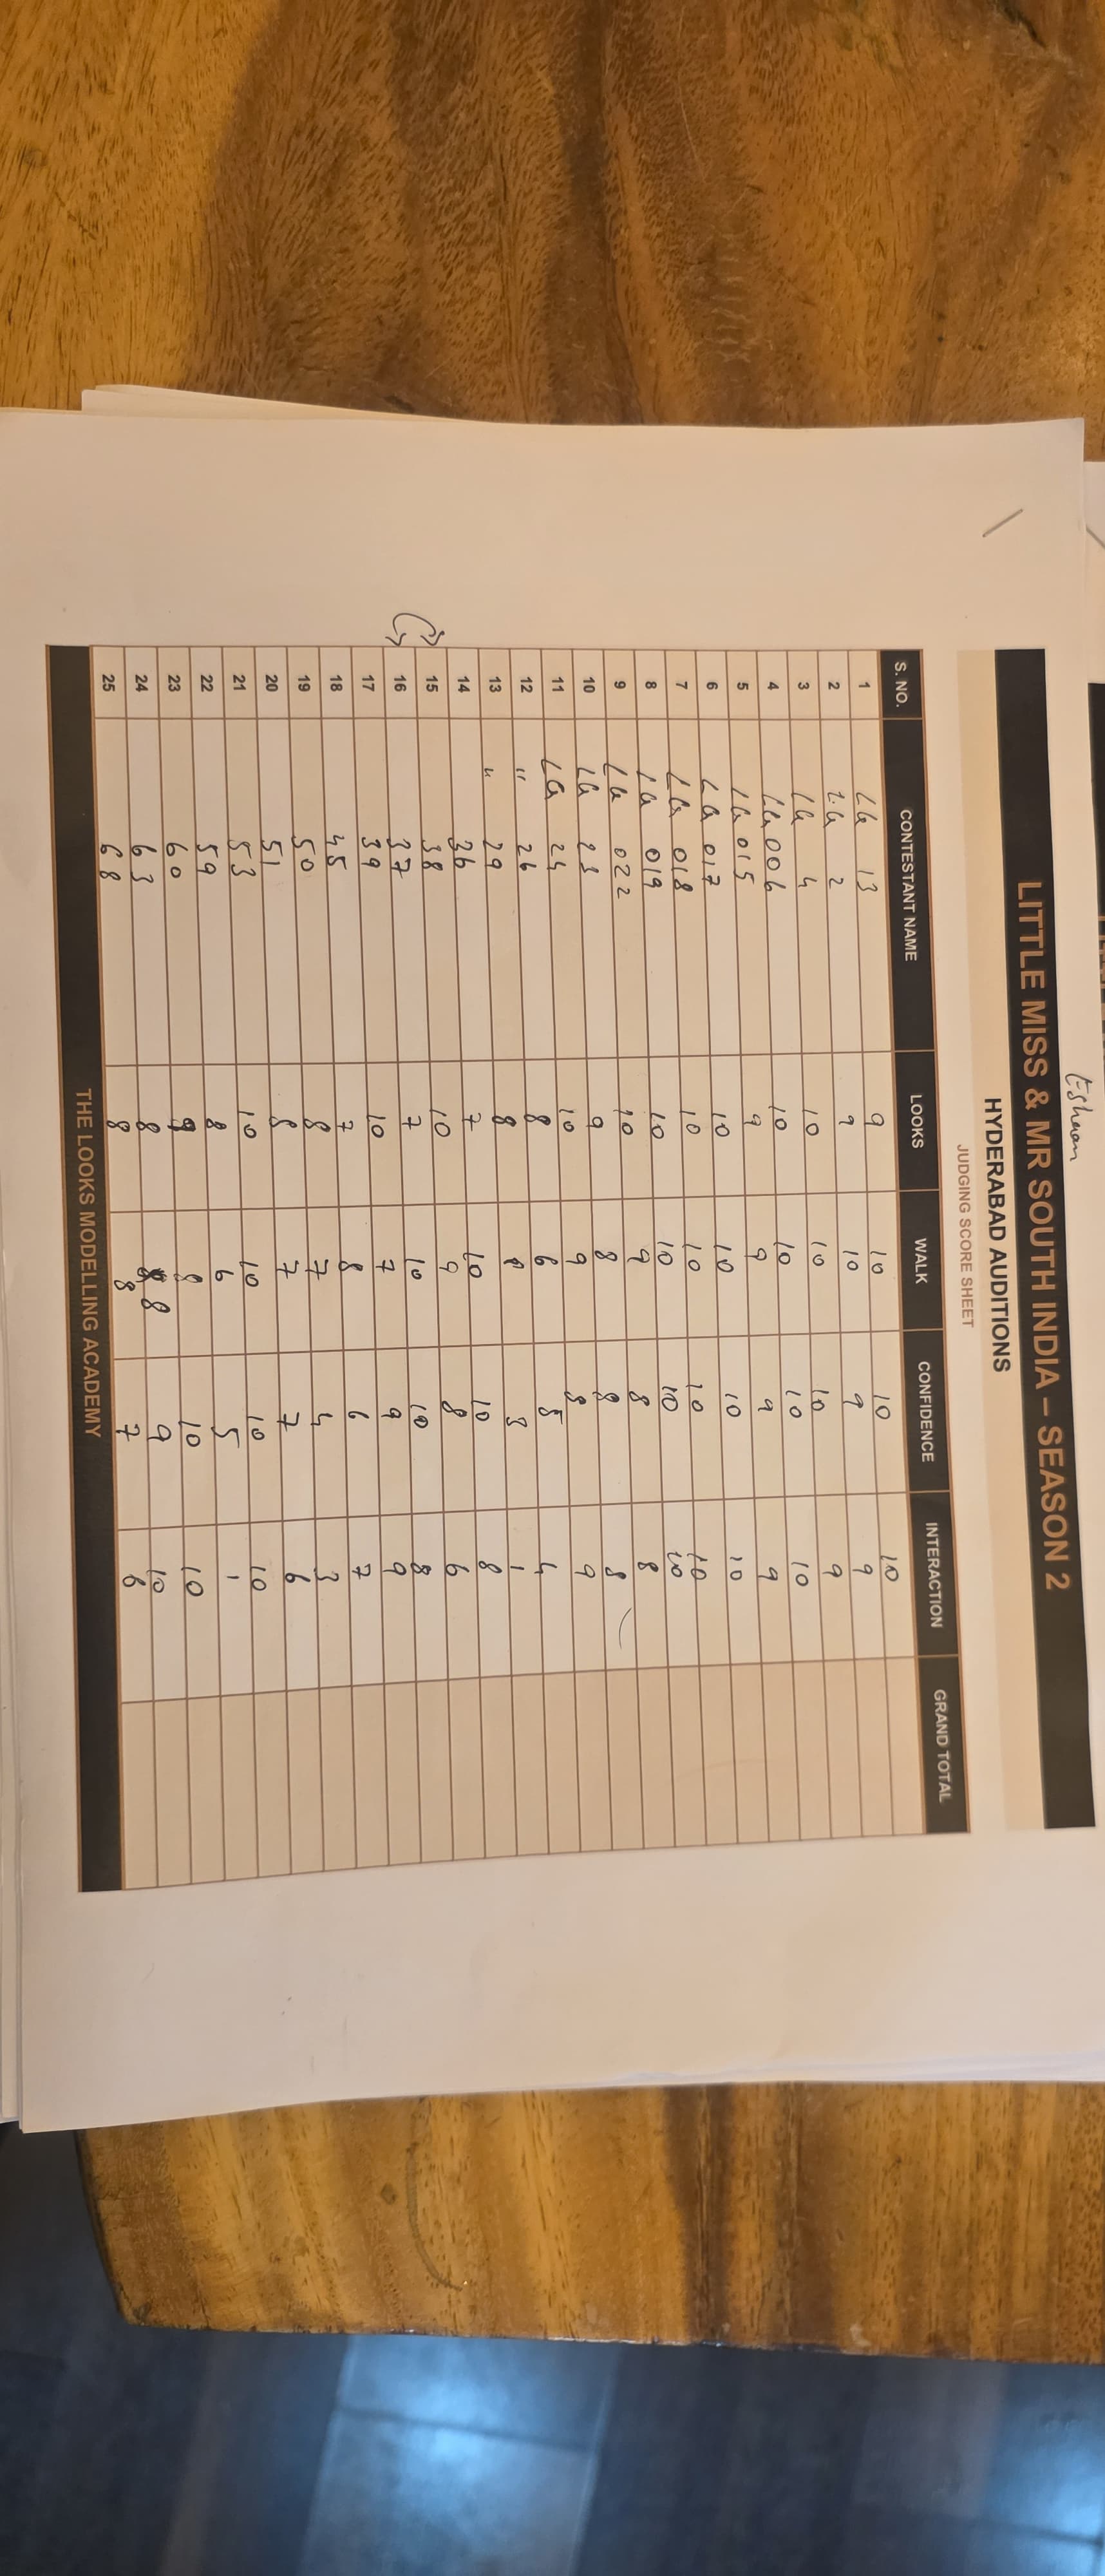 Eshwan
LITTLE MISS & MR SOUTH INDIA – SEASON 2
HYDERABAD AUDITIONS
JUDGING SCORE SHEET
S. NO. CONTESTANT NAME LOOKS WALK CONFIDENCE INTERACTION GRAND TOTAL
1 LG 13 9 10 10 10
2 LG 2 9 10 9 9
3 LG 4 10 10 10 9
4 LG 006 10 10 10 10
5 LG 015 9 9 9 9
6 LG 017 10 10 10 10
7 LG 018 10 10 10 10
8 LG 019 10 10 10 10
9 LG 022 10 9 8 8
10 LG 23 9 8 8 8
11 LG 24 10 9 8 9
12 " 26 8 6 5 4
13 " 29 8 8 3 1
14 36 7 10 10 8
15 38 10 9 8 6
16 37 7 10 10 8
17 39 10 7 9 9
18 45 7 8 6 7
19 50 8 7 4 3
20 51 8 7 7 6
21 53 10 10 10 10
22 59 8 6 5 1
23 60 9 8 10 10
24 63 8 8 9 10
25 68 8 8 7 6
THE LOOKS MODELLING ACADEMY